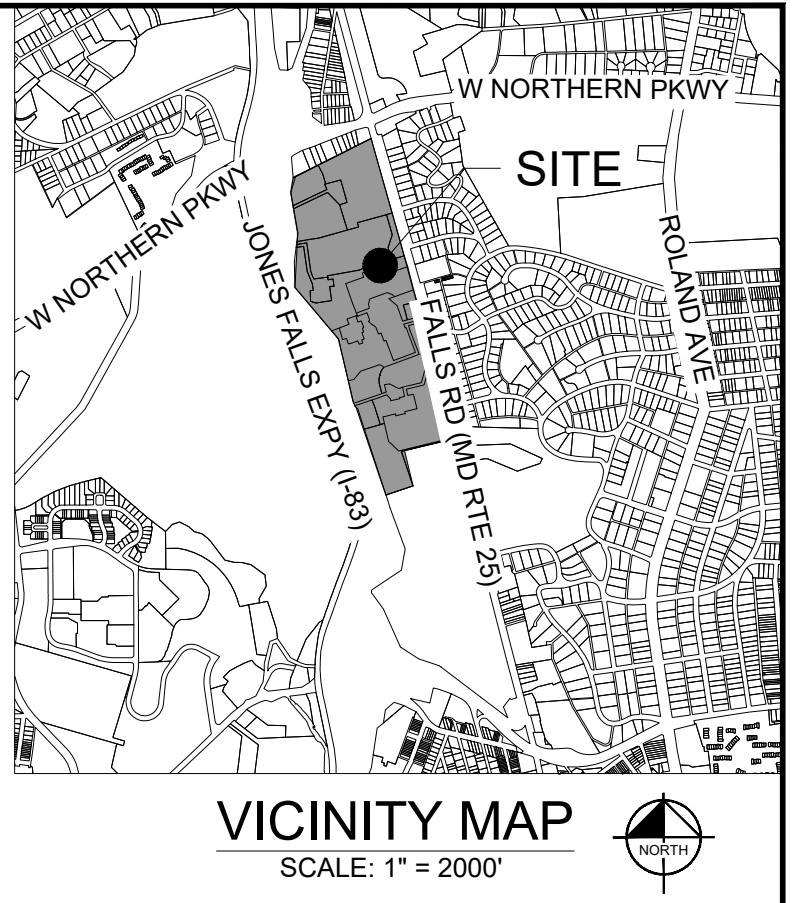 W NORTHERN PKWY
SITE
W NORTHERN PKWY
JONES FALLS EXPY (I-83)
FALLS RD (MD RTE 25)
ROLAND AVE
VICINITY MAP
SCALE: 1" = 2000'
NORTH